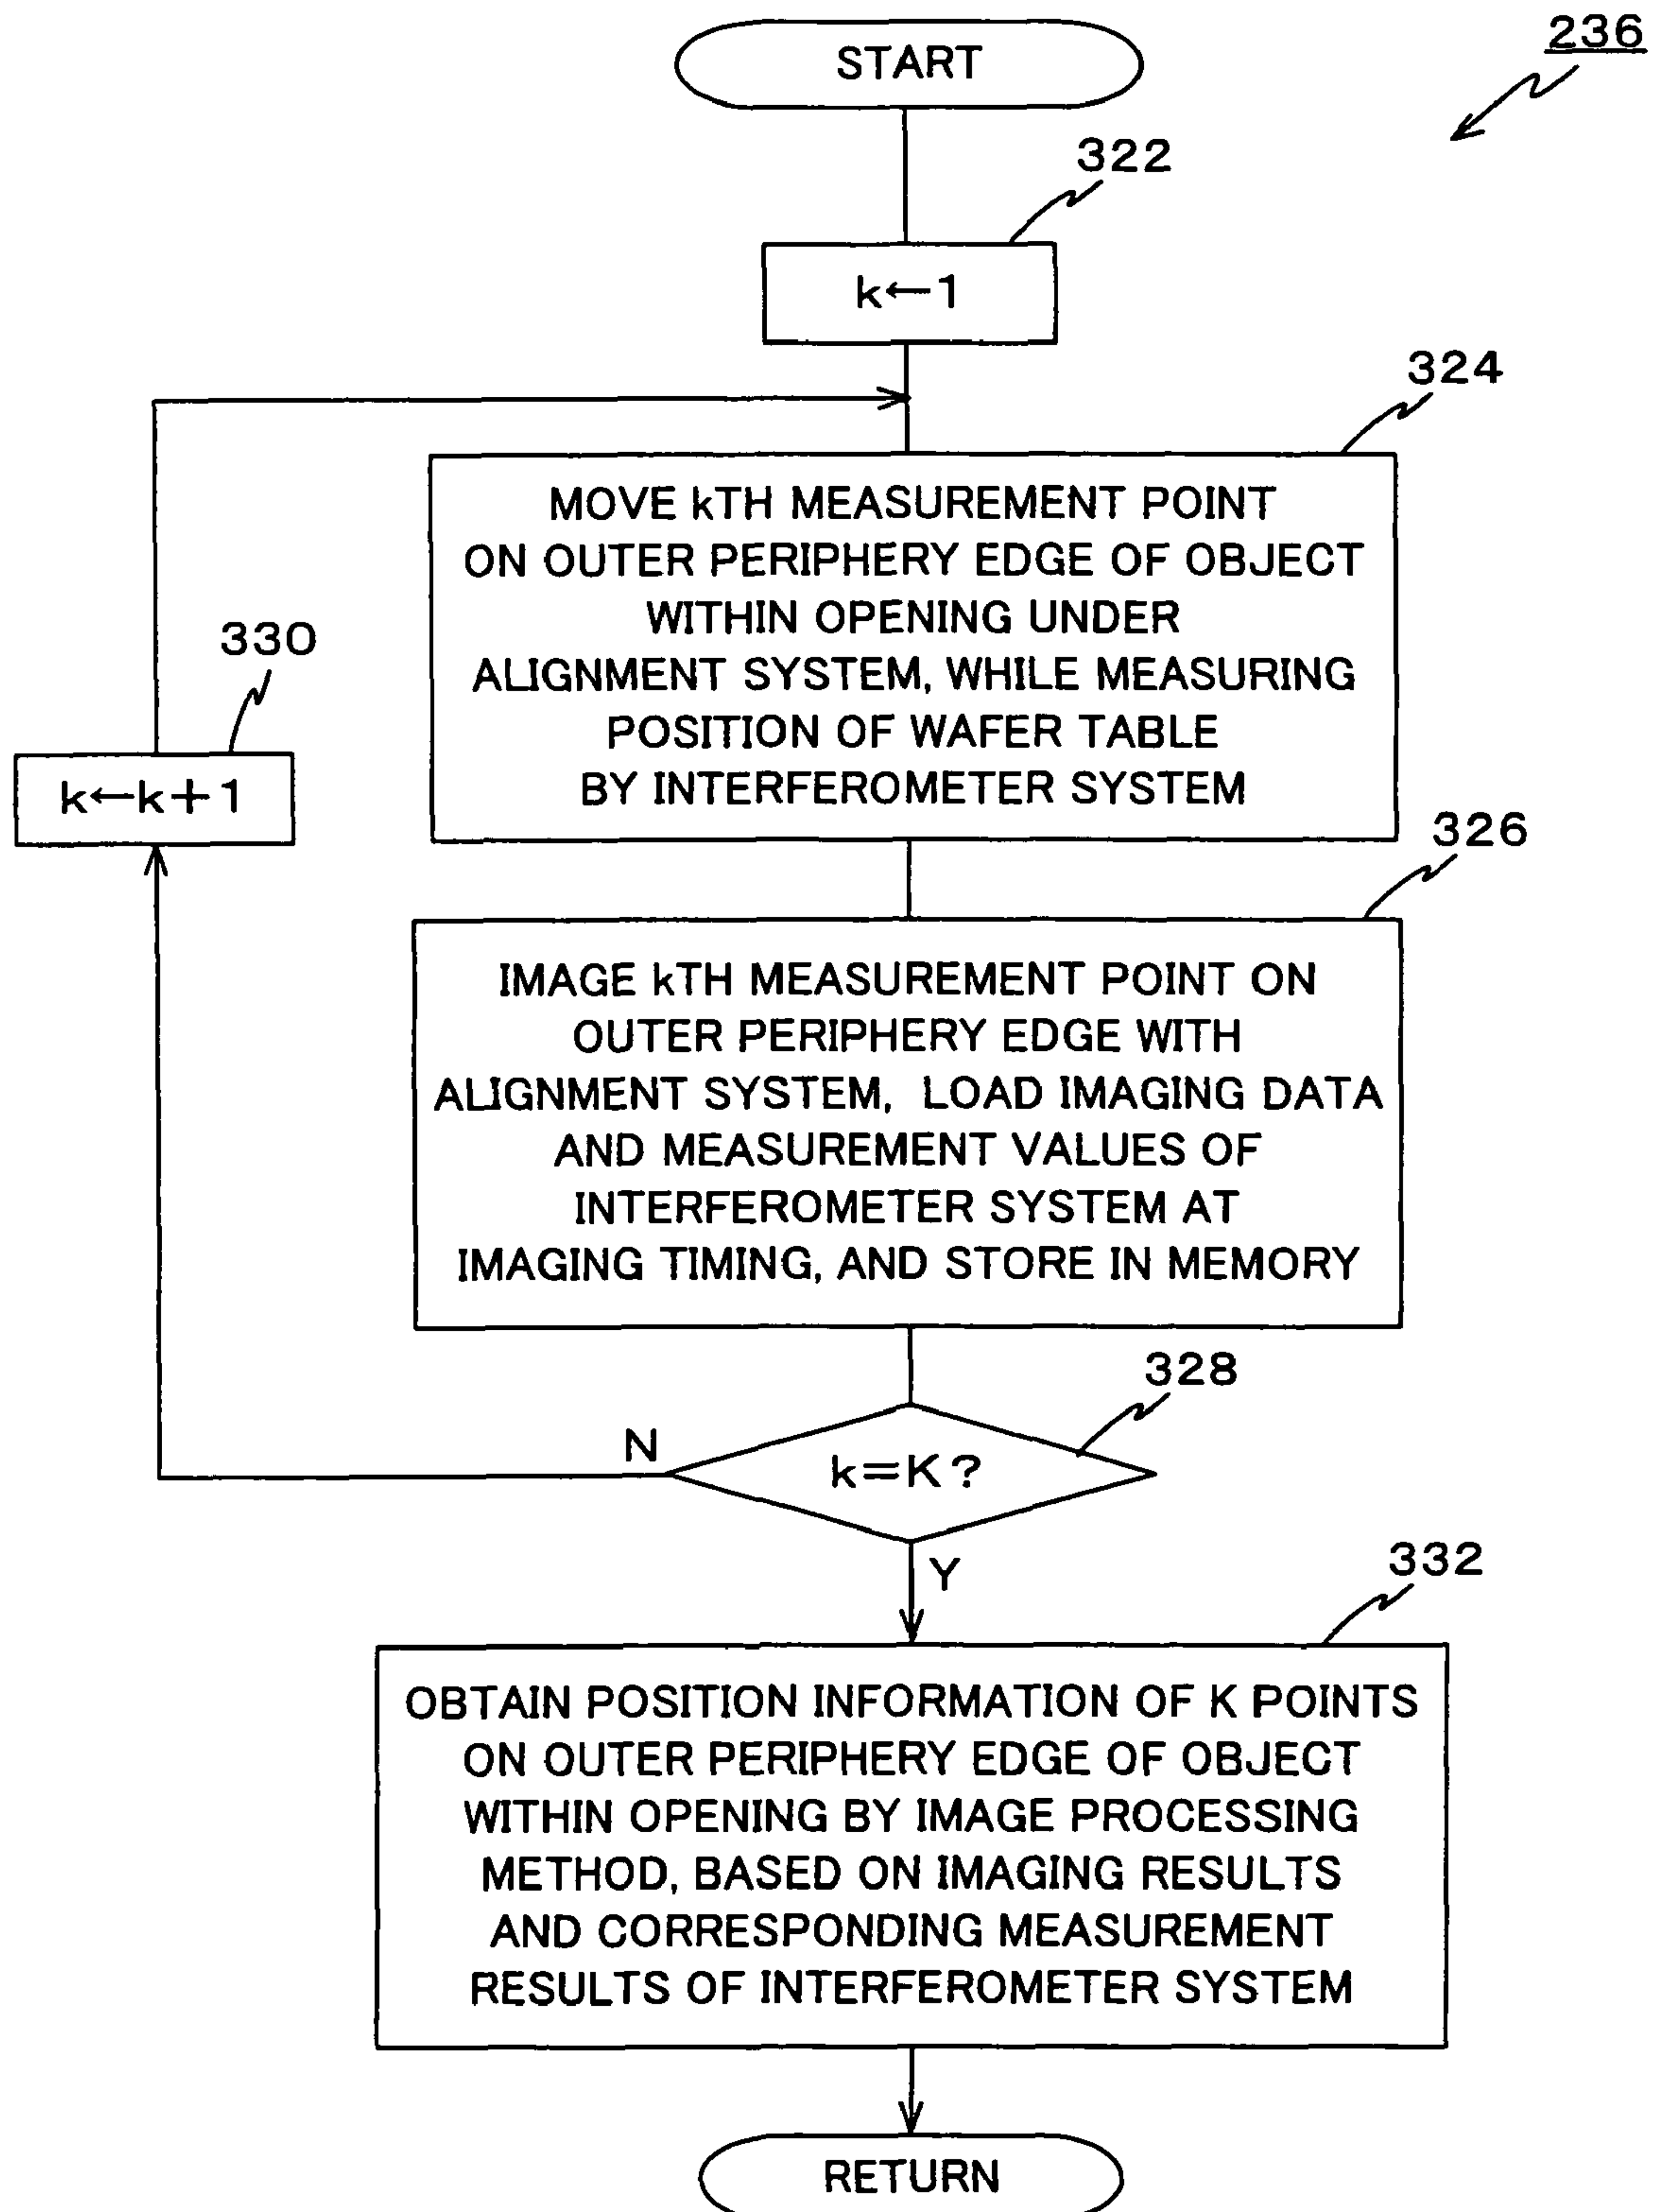 236
START
322
k←1
324
MOVE kTH MEASUREMENT POINT
ON OUTER PERIPHERY EDGE OF OBJECT
WITHIN OPENING UNDER
ALIGNMENT SYSTEM, WHILE MEASURING
POSITION OF WAFER TABLE
BY INTERFEROMETER SYSTEM
330
k←k+1
326
IMAGE kTH MEASUREMENT POINT ON
OUTER PERIPHERY EDGE WITH
ALIGNMENT SYSTEM, LOAD IMAGING DATA
AND MEASUREMENT VALUES OF
INTERFEROMETER SYSTEM AT
IMAGING TIMING, AND STORE IN MEMORY
328
N
k=K?
Y
332
OBTAIN POSITION INFORMATION OF K POINTS
ON OUTER PERIPHERY EDGE OF OBJECT
WITHIN OPENING BY IMAGE PROCESSING
METHOD, BASED ON IMAGING RESULTS
AND CORRESPONDING MEASUREMENT
RESULTS OF INTERFEROMETER SYSTEM
RETURN